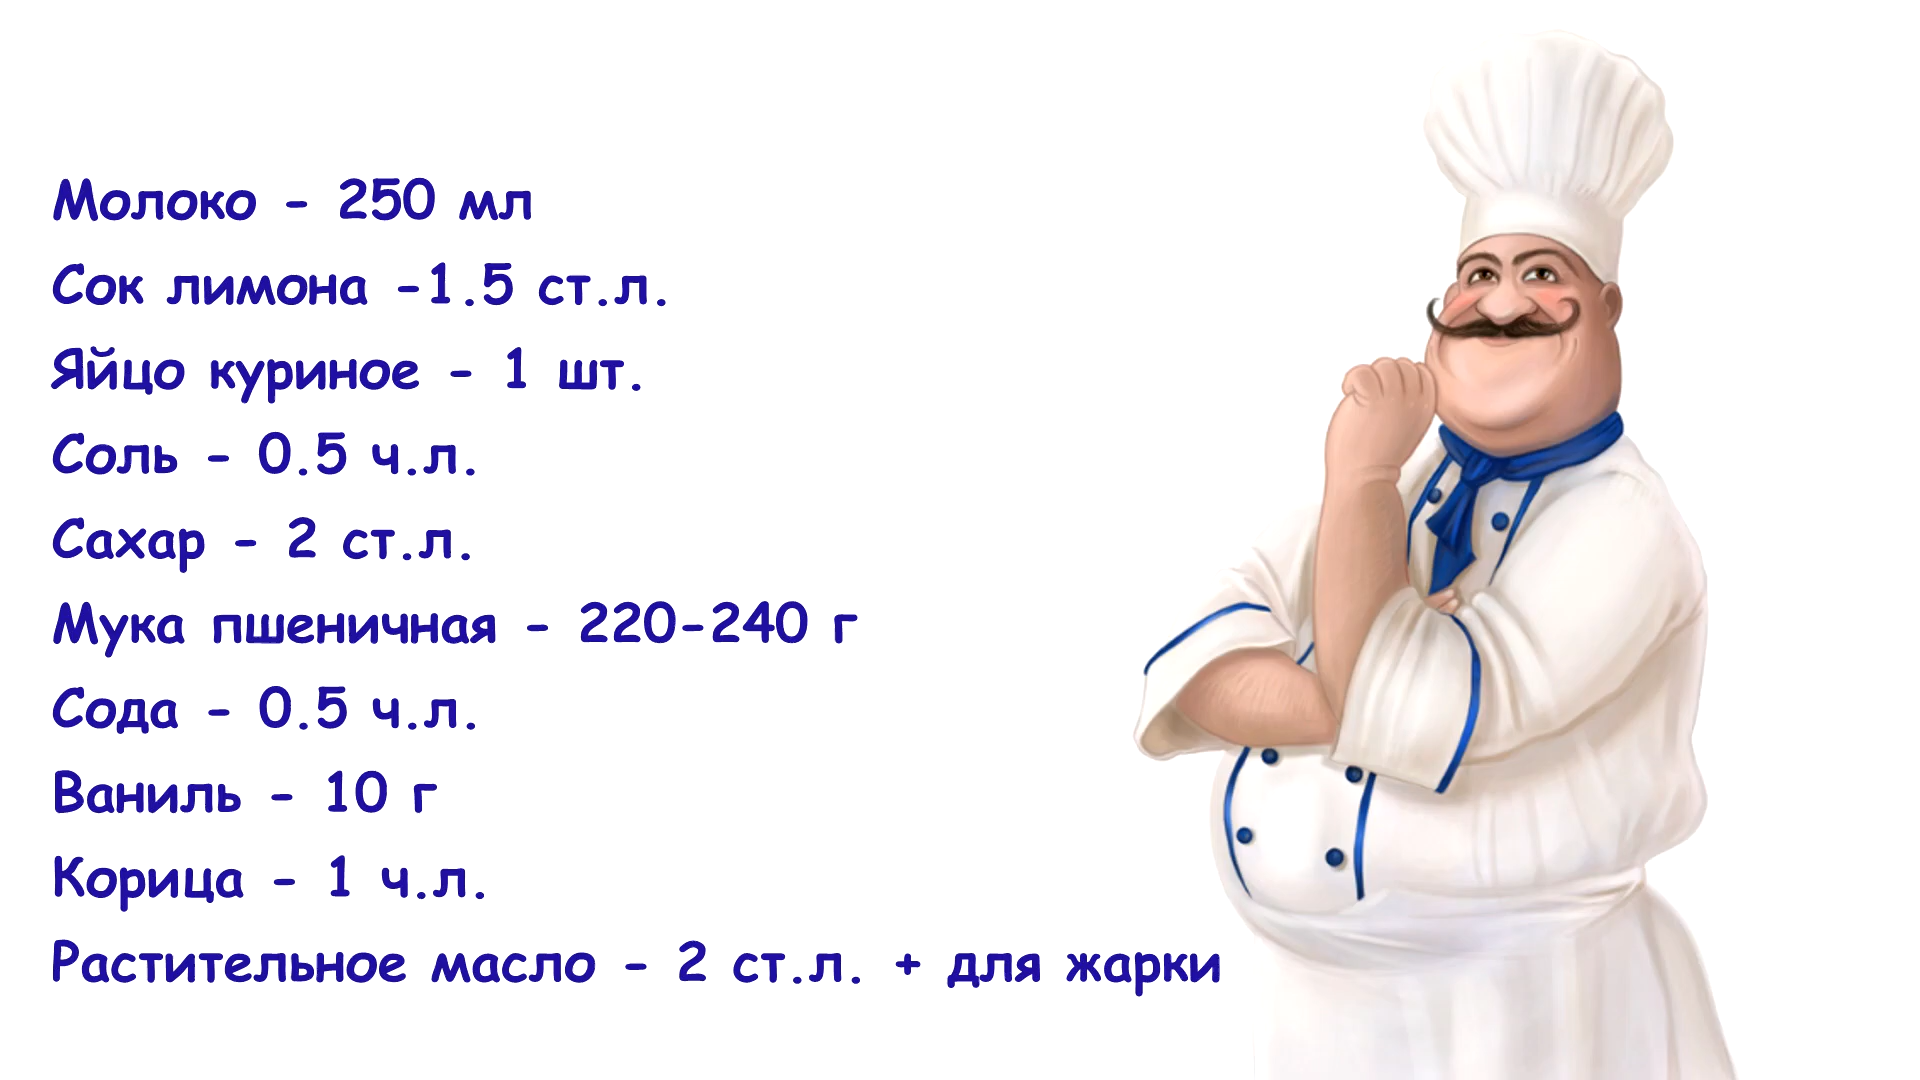 Молоко - 250 мл
Сок лимона -1.5 ст.л.
Яйцо куриное - 1 шт.
Соль - 0.5 ч.л.
Сахар - 2 ст.л.
Мука пшеничная - 220-240 г
Сода - 0.5 ч.л.
Ваниль - 10 г
Корица - 1 ч.л.
Растительное масло - 2 ст.л. + для жарки